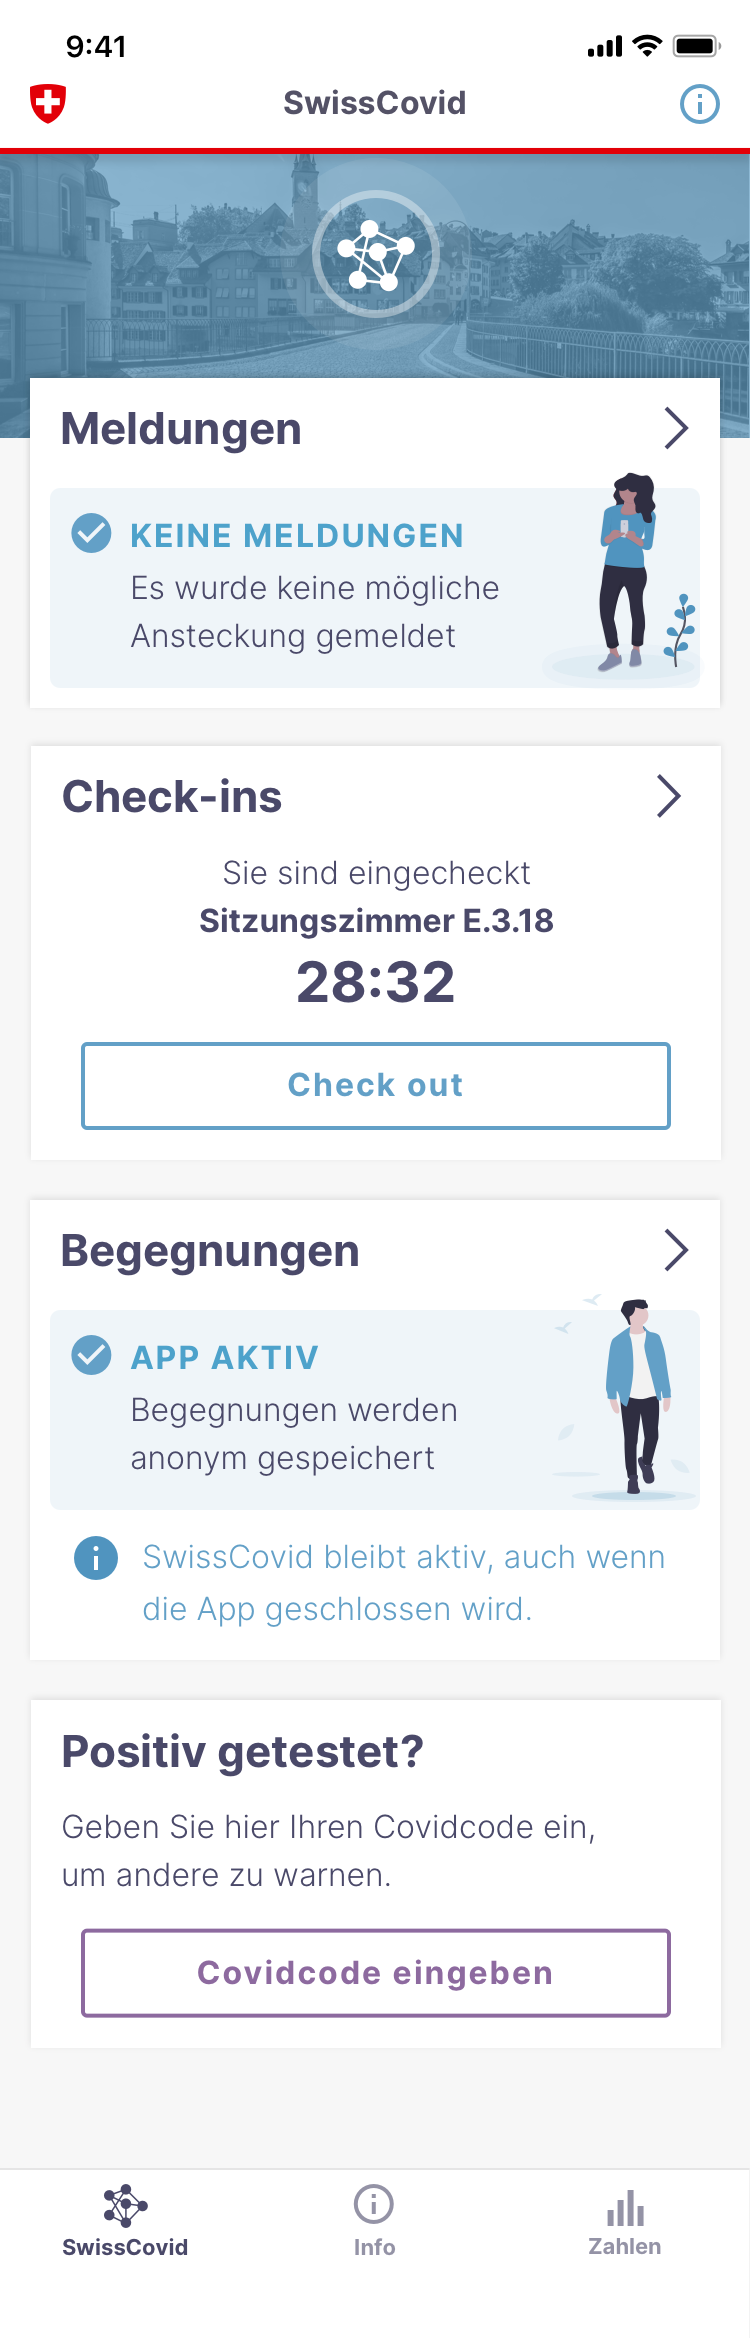 9:41
SwissCovid
Meldungen
KEINE MELDUNGEN
Es wurde keine mögliche
Ansteckung gemeldet
Check-ins
Sie sind eingecheckt
Sitzungszimmer E.3.18
28:32
Check out
Begegnungen
APP AKTIV
Begegnungen werden
anonym gespeichert
SwissCovid bleibt aktiv, auch wenn
die App geschlossen wird.
Positiv getestet?
Geben Sie hier Ihren Covidcode ein,
um andere zu warnen.
Covidcode eingeben
SwissCovid
Info
Zahlen